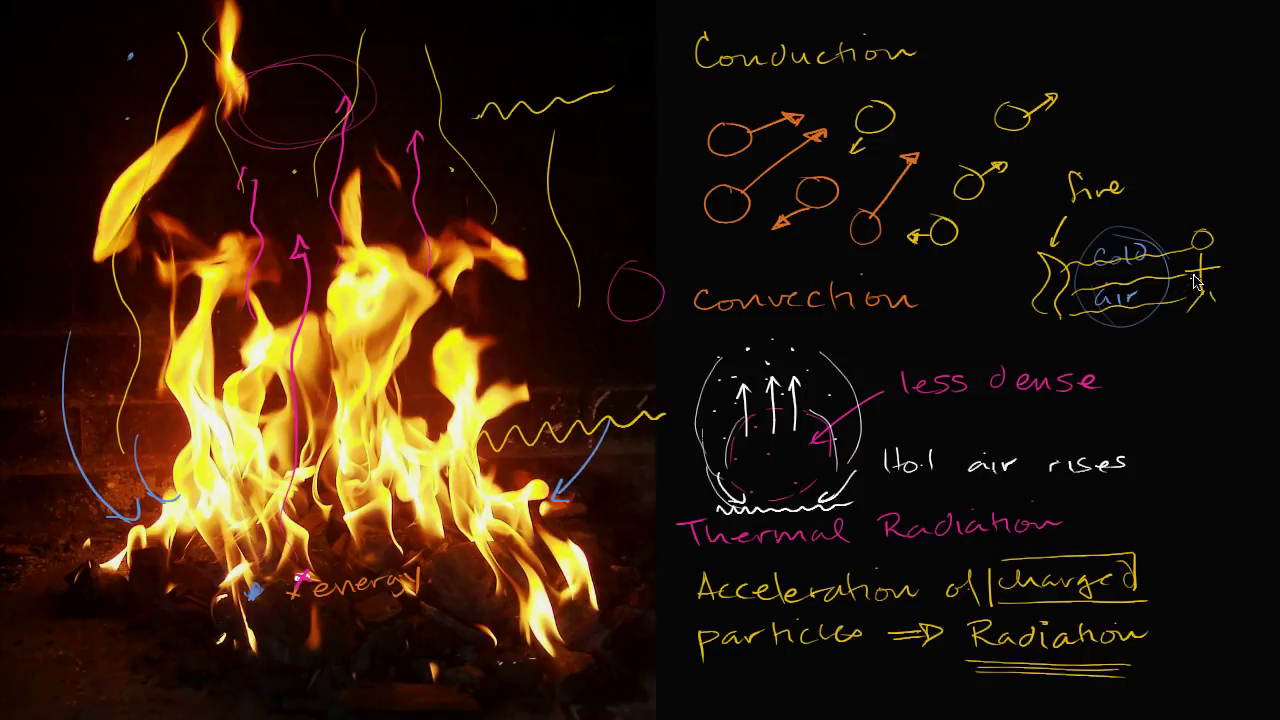 Conduction
fire
cold
air
Convection
less dense
Hot air rises
Thermal Radiation
Acceleration of charged
particles ⇒ Radiation
↑energy